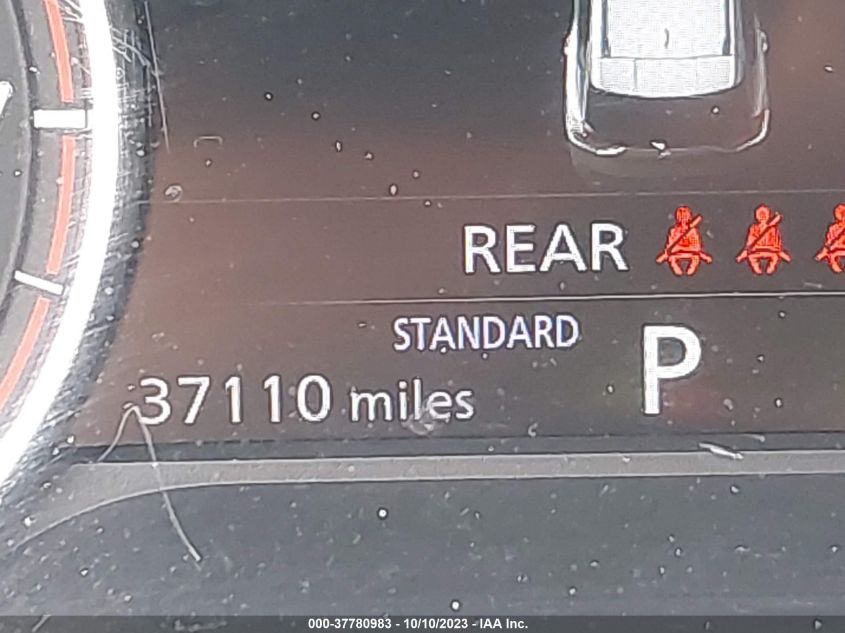 REAR
STANDARD
P
37110 miles
000-37780983 - 10/10/2023 - IAA Inc.